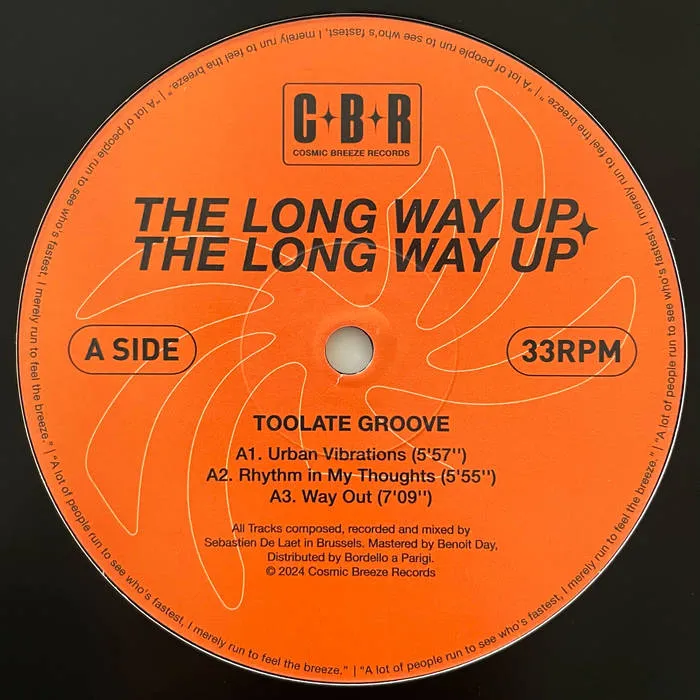 C B R
COSMIC BREEZE RECORDS
THE LONG WAY UP
THE LONG WAY UP
A SIDE
33RPM
TOOLATE GROOVE
A1. Urban Vibrations (5'57'')
A2. Rhythm in My Thoughts (5'55'')
A3. Way Out (7'09'')
All Tracks composed, recorded and mixed by
Sebastien De Laet in Brussels. Mastered by Benoit Day,
Distributed by Bordello a Parigi.
© 2024 Cosmic Breeze Records
"A lot of people run to see who's fastest, I merely run to feel the breeze." | "A lot of people run to see who's fastest, I merely run to feel the breeze." | "A lot of people run to see who's fastest, I merely run to feel the breeze." | "A lot of people run to see who's fastest, I merely run to feel the breeze." |